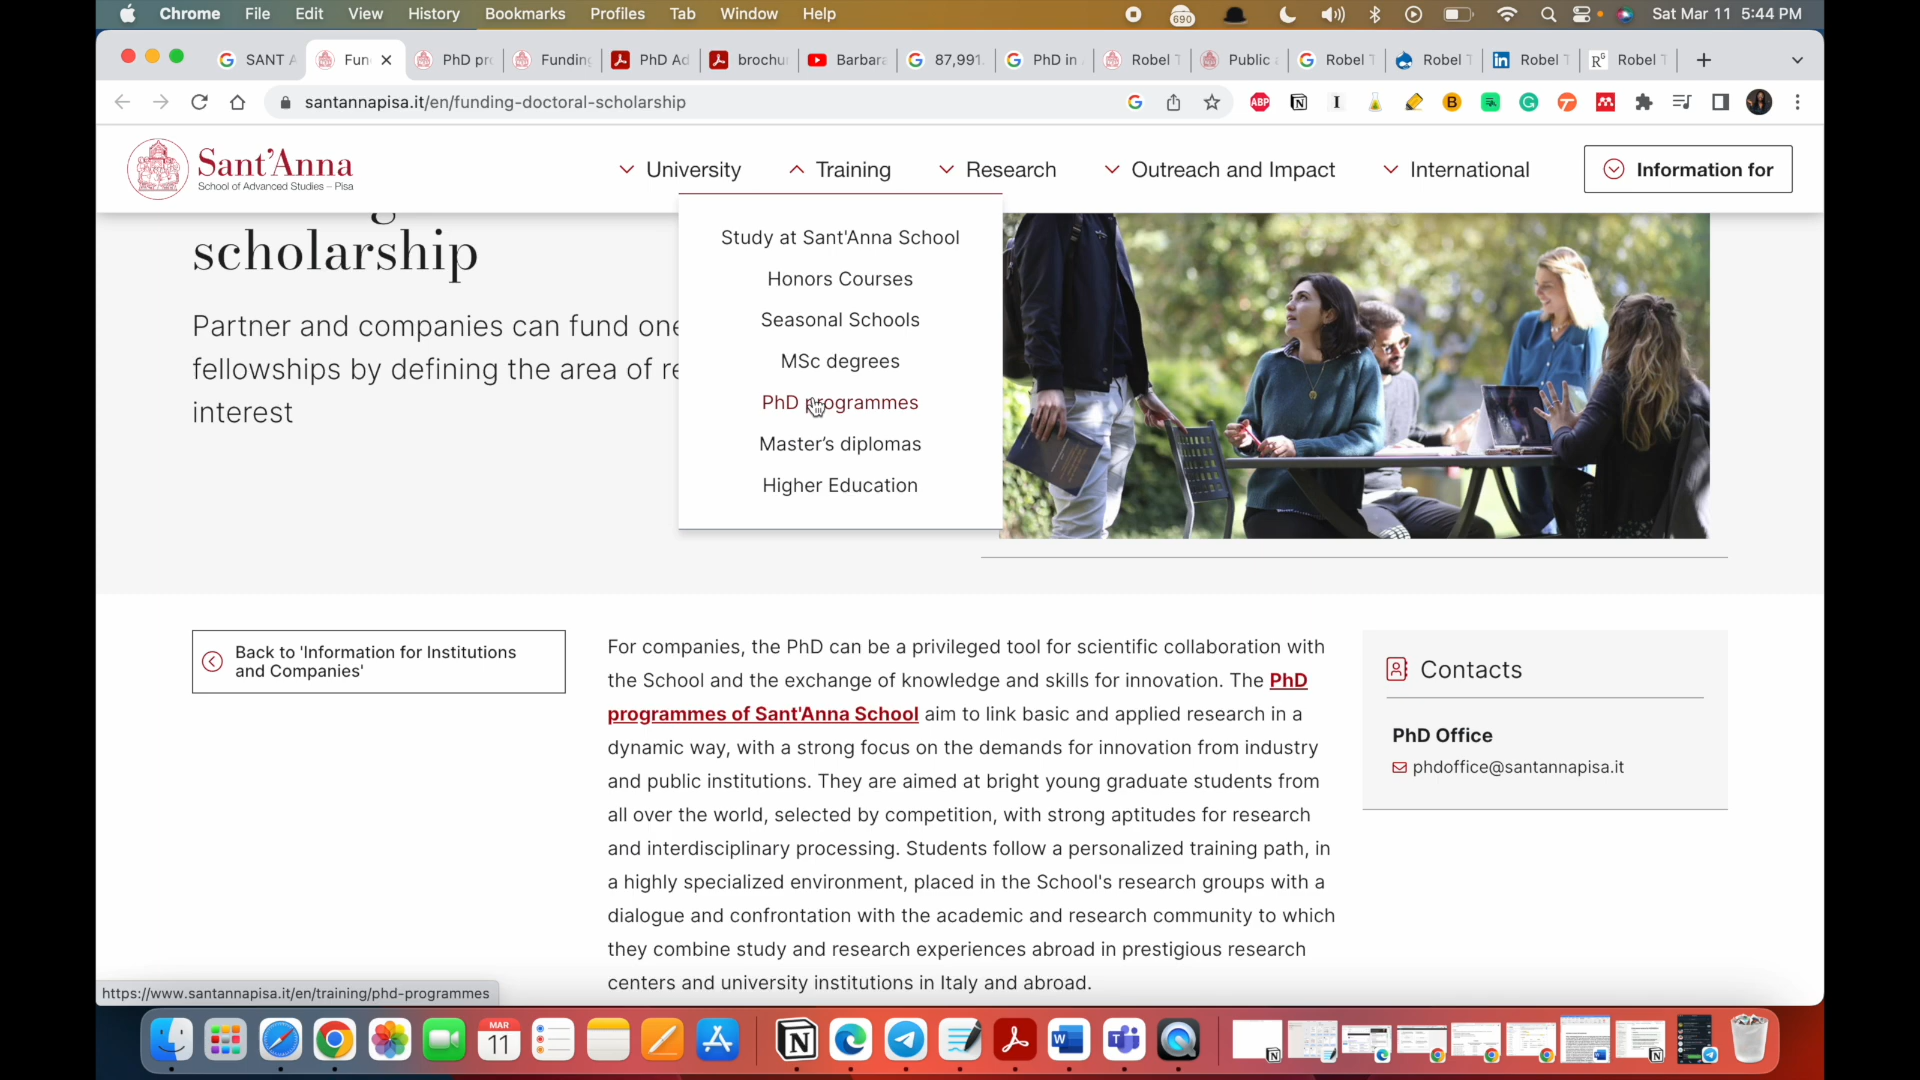 Chrome File Edit View History Bookmarks Profiles Tab Window Help 690 Sat Mar 11 5:44 PM
SANT A Fun PhD pr Funding PhD Ad brochu Barbara 87,991 PhD in Robel T Public Robel T Robel T Robel T Robel T
santannapisa.it/en/funding-doctoral-scholarship
Sant'Anna
School of Advanced Studies – Pisa
University Training Research Outreach and Impact International Information for
scholarship
Partner and companies can fund one
fellowships by defining the area of re
interest
Study at Sant'Anna School
Honors Courses
Seasonal Schools
MSc degrees
PhD programmes
Master's diplomas
Higher Education
Back to 'Information for Institutions
and Companies'
For companies, the PhD can be a privileged tool for scientific collaboration with
the School and the exchange of knowledge and skills for innovation. The PhD
programmes of Sant'Anna School aim to link basic and applied research in a
dynamic way, with a strong focus on the demands for innovation from industry
and public institutions. They are aimed at bright young graduate students from
all over the world, selected by competition, with strong aptitudes for research
and interdisciplinary processing. Students follow a personalized training path, in
a highly specialized environment, placed in the School's research groups with a
dialogue and confrontation with the academic and research community to which
they combine study and research experiences abroad in prestigious research
centers and university institutions in Italy and abroad.
Contacts
PhD Office
phdoffice@santannapisa.it
https://www.santannapisa.it/en/training/phd-programmes
MAR
11